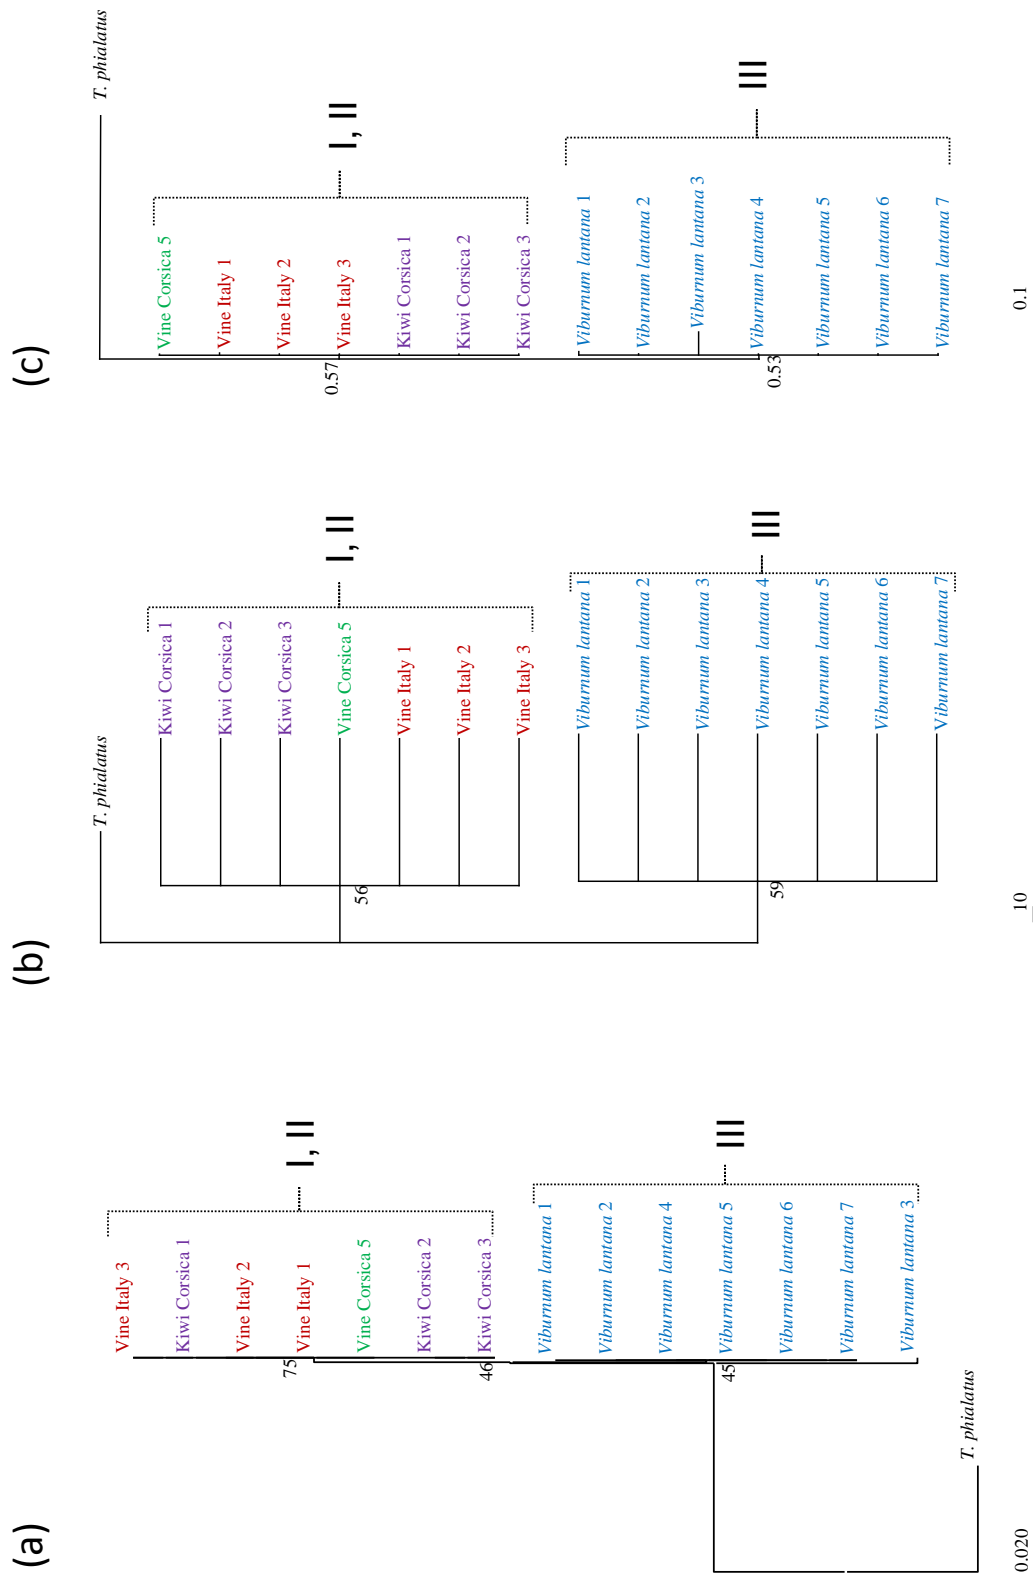 (a)
Vine Italy 3
Kiwi Corsica 1
Vine Italy 2
Vine Italy 1
Vine Corsica 5
Kiwi Corsica 2
Kiwi Corsica 3
I, II
Viburnum lantana 1
Viburnum lantana 2
Viburnum lantana 4
Viburnum lantana 5
Viburnum lantana 6
Viburnum lantana 7
Viburnum lantana 3
III
75
46
45
T. phialatus
0.020
(b)
T. phialatus
Kiwi Corsica 1
Kiwi Corsica 2
Kiwi Corsica 3
Vine Corsica 5
Vine Italy 1
Vine Italy 2
Vine Italy 3
I, II
56
Viburnum lantana 1
Viburnum lantana 2
Viburnum lantana 3
Viburnum lantana 4
Viburnum lantana 5
Viburnum lantana 6
Viburnum lantana 7
III
59
10
(c)
T. phialatus
Vine Corsica 5
Vine Italy 1
Vine Italy 2
Vine Italy 3
Kiwi Corsica 1
Kiwi Corsica 2
Kiwi Corsica 3
I, II
0.57
Viburnum lantana 1
Viburnum lantana 2
Viburnum lantana 3
Viburnum lantana 4
Viburnum lantana 5
Viburnum lantana 6
Viburnum lantana 7
III
0.53
0.1